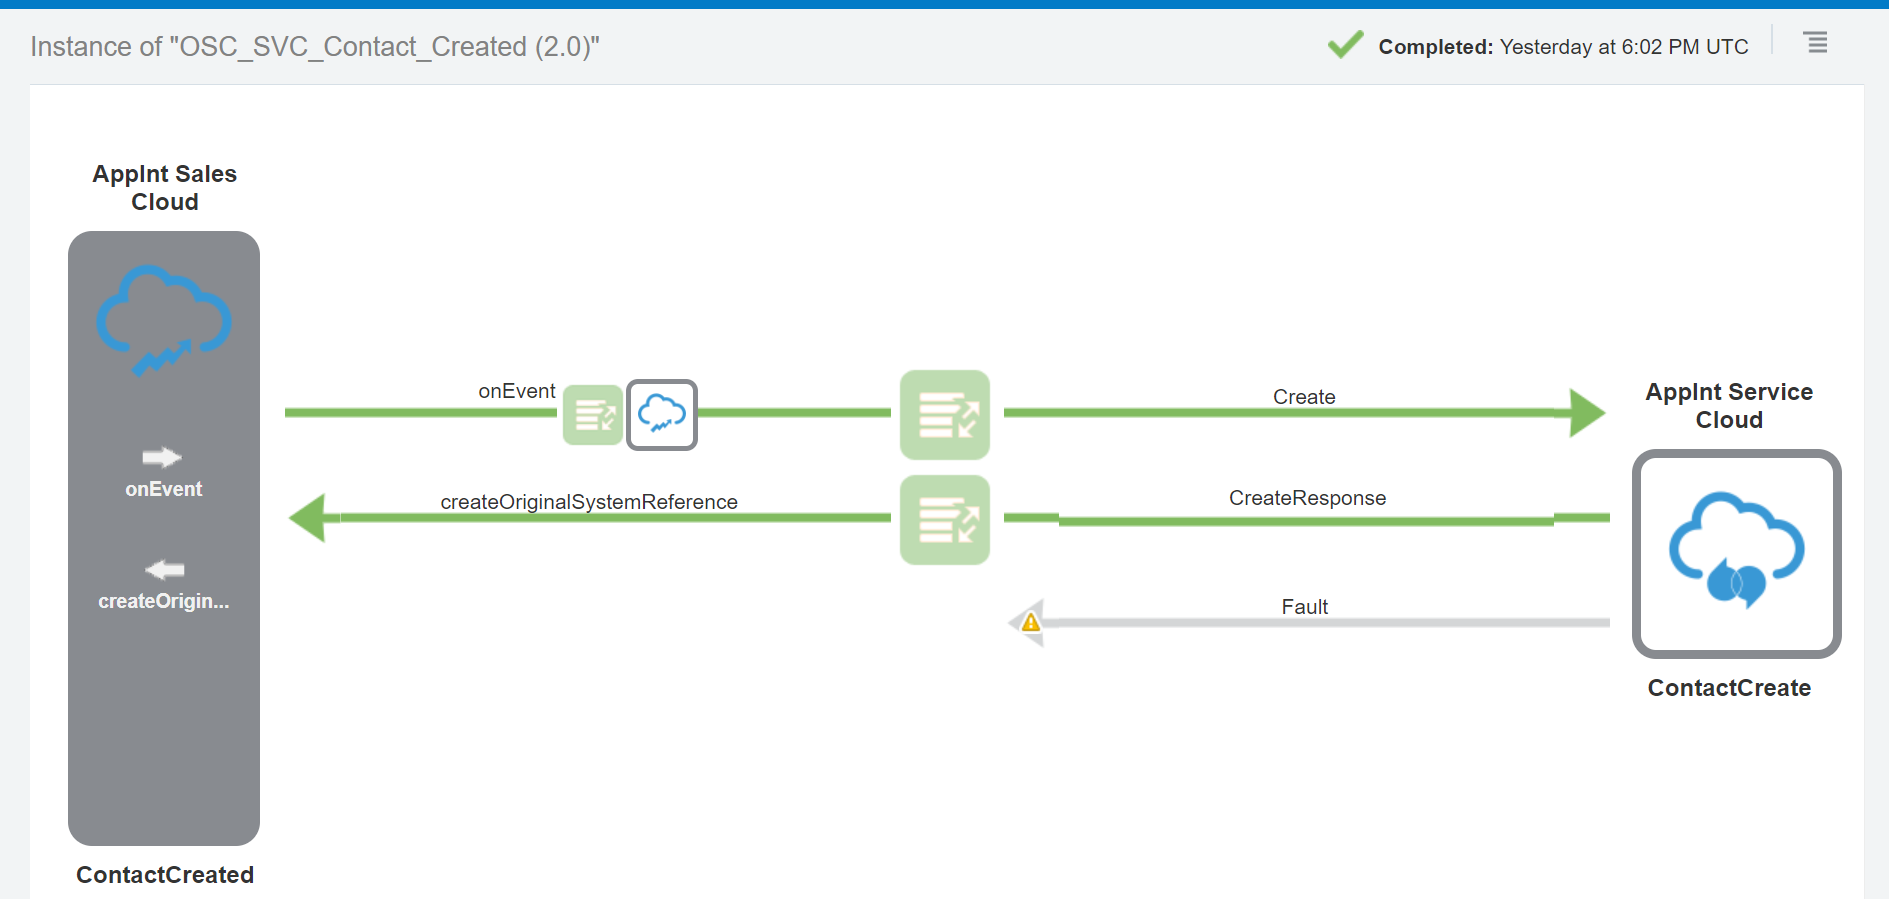 Instance of "OSC_SVC_Contact_Created (2.0)"
Completed: Yesterday at 6:02 PM UTC
AppInt Sales
Cloud
onEvent
createOrigin...
ContactCreated
onEvent
Create
createOriginalSystemReference
CreateResponse
Fault
AppInt Service
Cloud
ContactCreate